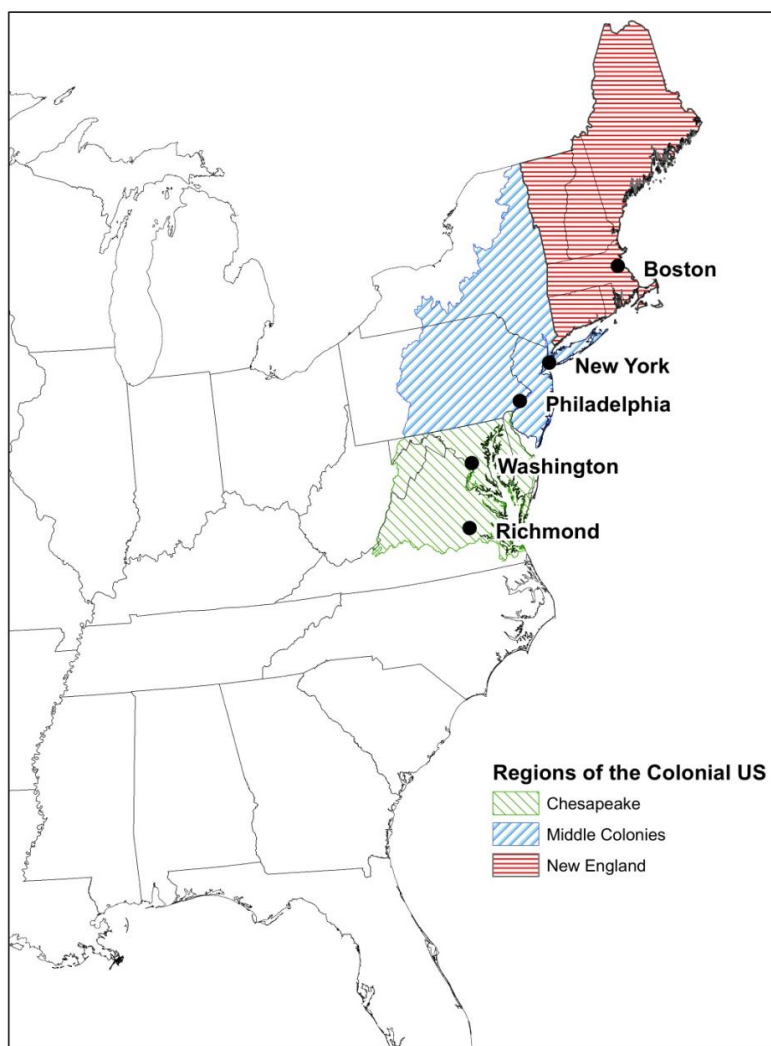 Boston
New York
Philadelphia
Washington
Richmond
Regions of the Colonial US
Chesapeake
Middle Colonies
New England